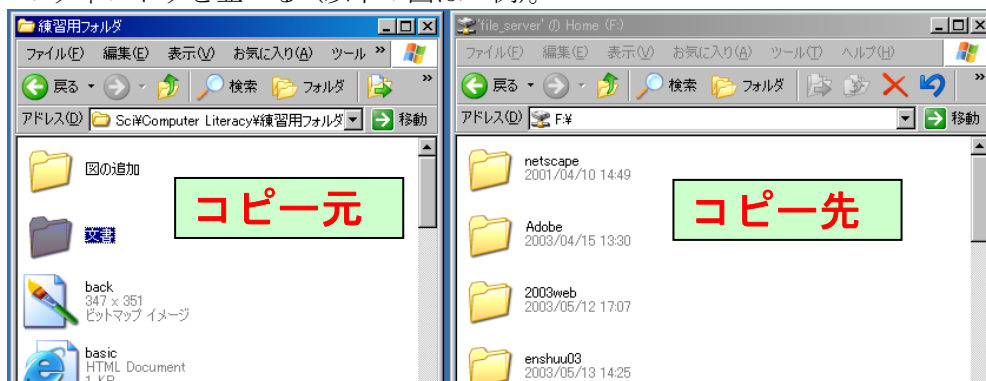 練習用フォルダ
ファイル(F) 編集(E) 表示(V) お気に入り(A) ツール »
戻る 検索 フォルダ »
アドレス(D) Sci¥Computer Literacy¥練習用フォルダ 移動
図の追加
コピー元
文書
back
347 x 351
ビットマップ イメージ
basic
HTML Document
1 KB
'file_server' の Home (F:)
ファイル(F) 編集(E) 表示(V) お気に入り(A) ツール(T) ヘルプ(H)
戻る 検索 フォルダ »
アドレス(D) F:¥ 移動
netscape
2001/04/10 14:49
コピー先
Adobe
2003/04/15 13:30
2003web
2003/05/12 17:07
enshuu03
2003/05/13 14:25